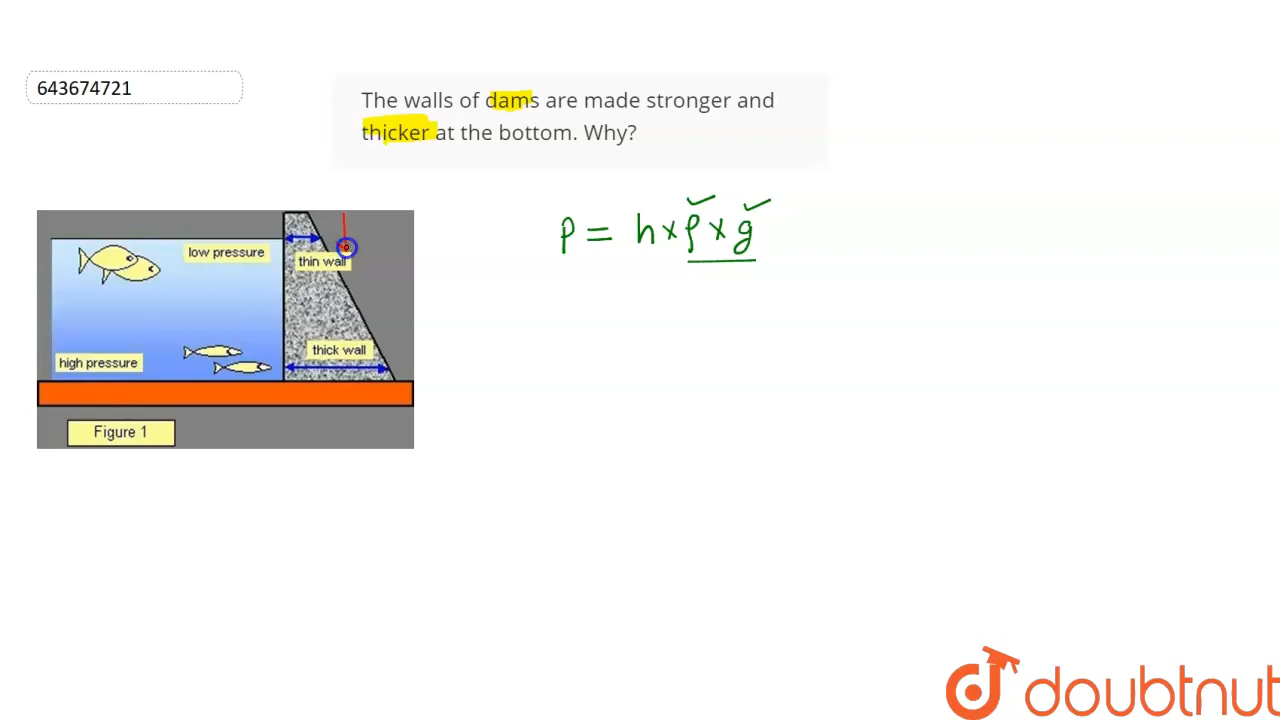 643674721
The walls of dams are made stronger and
thicker at the bottom. Why?
P = h × ρ × g
low pressure
thin wall
thick wall
high pressure
Figure 1
doubtnut